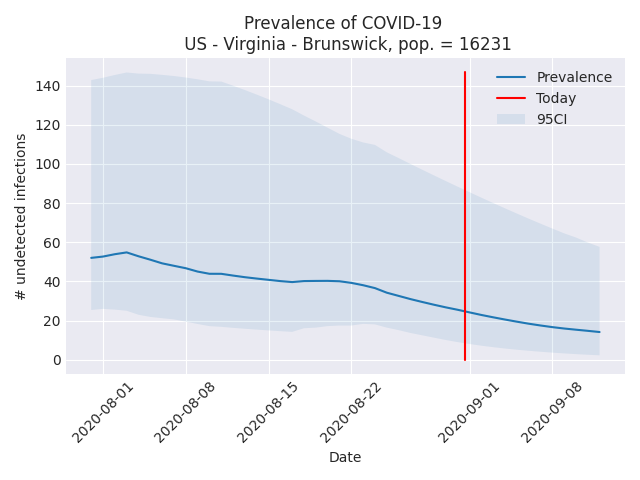 Prevalence of COVID-19
US - Virginia - Brunswick, pop. = 16231
140
120
100
80
60
40
20
0
# undetected infections
Prevalence
Today
95CI
2020-08-01
2020-08-08
2020-08-15
2020-08-22
2020-09-01
2020-09-08
Date